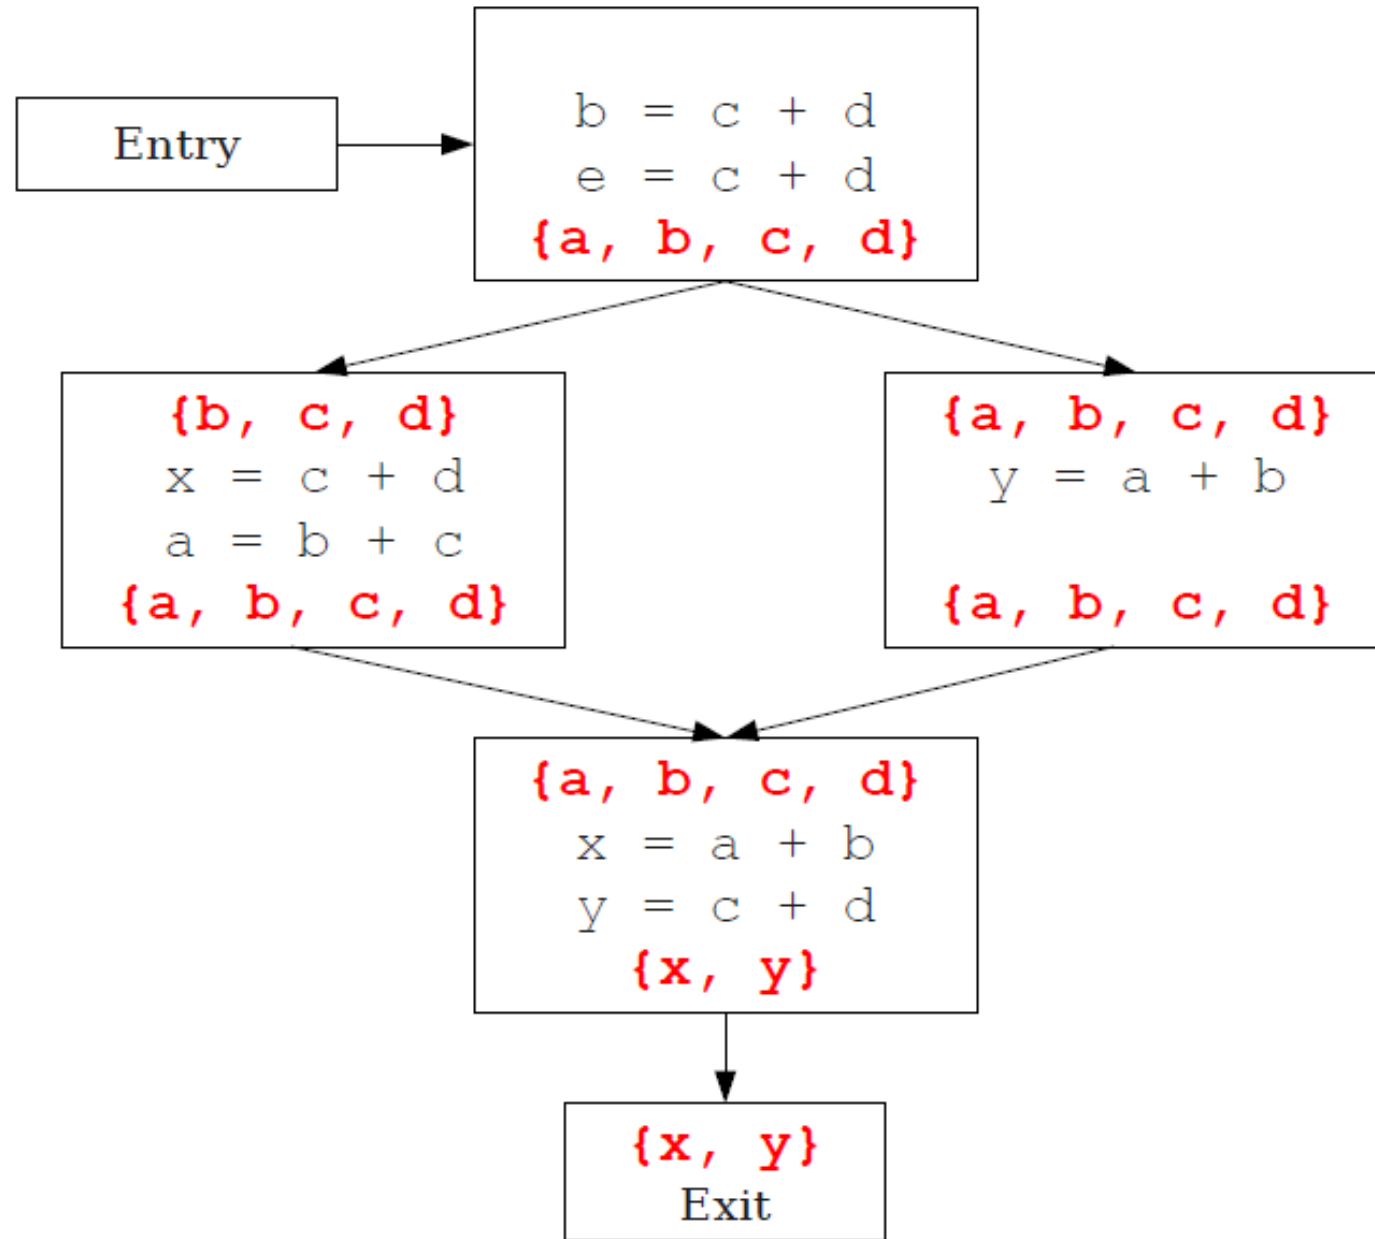 Entry
b = c + d
e = c + d
{a, b, c, d}
{b, c, d}
x = c + d
a = b + c
{a, b, c, d}
{a, b, c, d}
y = a + b
{a, b, c, d}
{a, b, c, d}
x = a + b
y = c + d
{x, y}
{x, y}
Exit